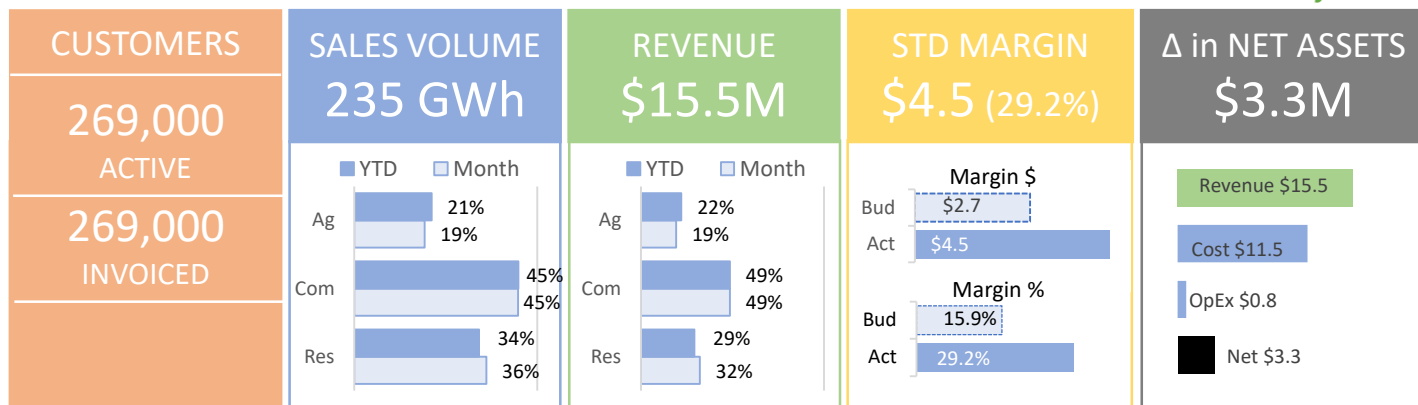 CUSTOMERS
269,000
ACTIVE
269,000
INVOICED
SALES VOLUME
235 GWh
YTD Month
Ag 21%
19%
Com 45%
45%
Res 34%
36%
REVENUE
$15.5M
YTD Month
Ag 22%
19%
Com 49%
49%
Res 29%
32%
STD MARGIN
$4.5 (29.2%)
Margin $
Bud $2.7
Act $4.5
Margin %
Bud 15.9%
Act 29.2%
Δ in NET ASSETS
$3.3M
Revenue $15.5
Cost $11.5
OpEx $0.8
Net $3.3